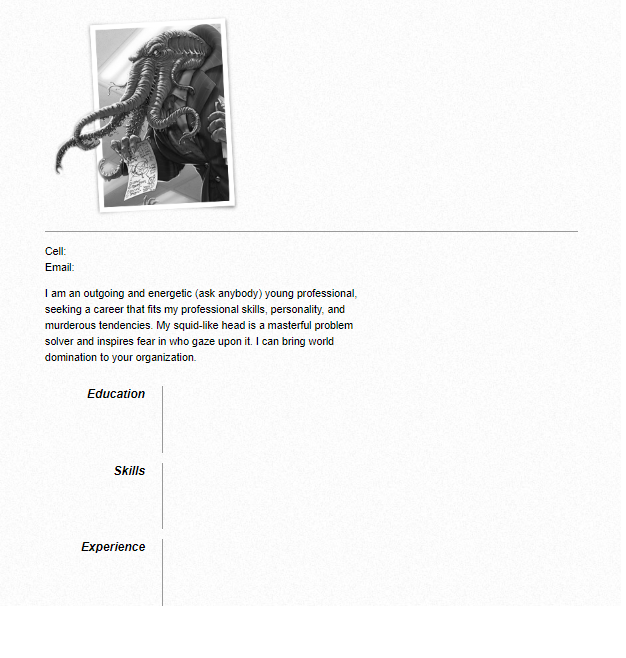 Cell:
Email:
I am an outgoing and energetic (ask anybody) young professional,
seeking a career that fits my professional skills, personality, and
murderous tendencies. My squid-like head is a masterful problem
solver and inspires fear in who gaze upon it. I can bring world
domination to your organization.
Education
Skills
Experience